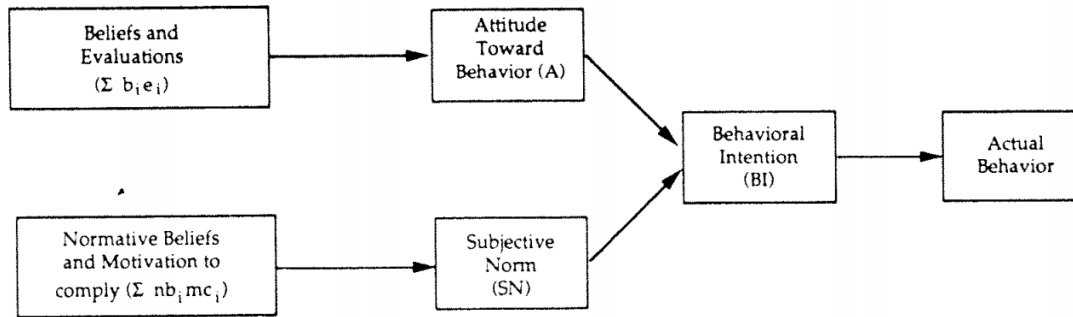 Beliefs and
Evaluations
(Σ bᵢeᵢ)
Attitude
Toward
Behavior (A)
Behavioral
Intention
(BI)
Actual
Behavior
Normative Beliefs
and Motivation to
comply (Σ nbᵢmcᵢ)
Subjective
Norm
(SN)